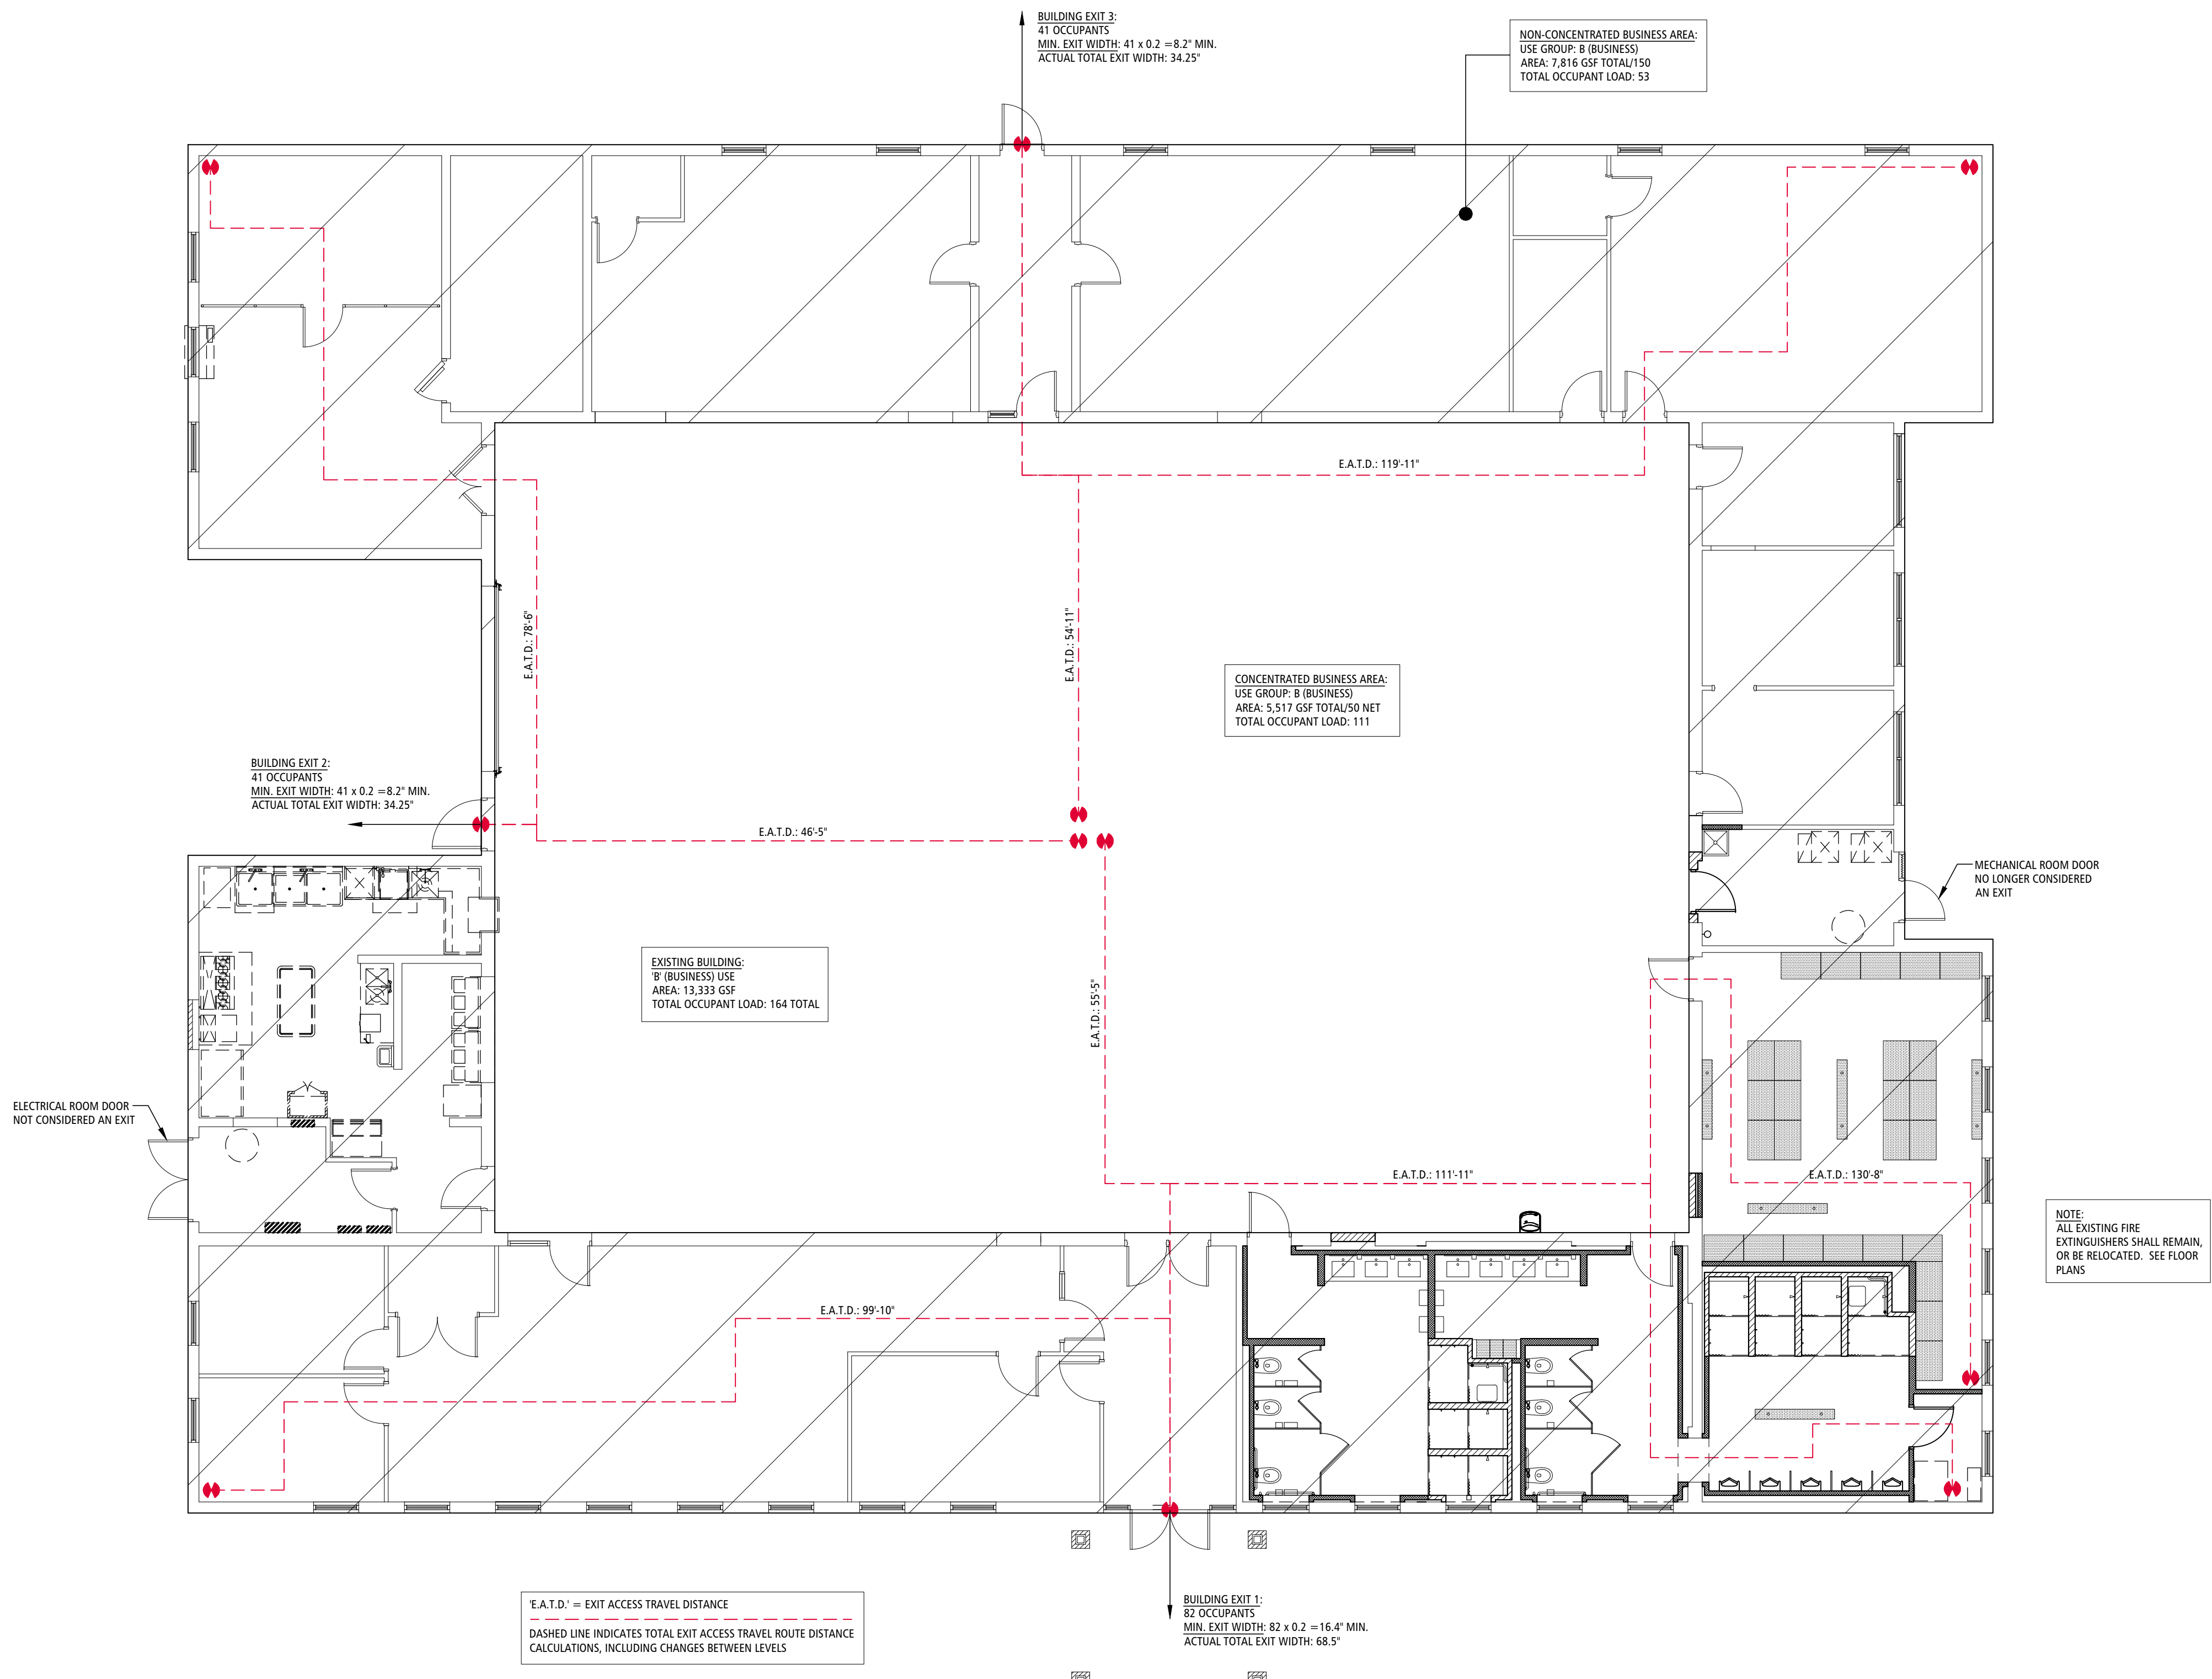 BUILDING EXIT 3:
41 OCCUPANTS
MIN. EXIT WIDTH: 41 x 0.2 =8.2" MIN.
ACTUAL TOTAL EXIT WIDTH: 34.25"
NON-CONCENTRATED BUSINESS AREA:
USE GROUP: B (BUSINESS)
AREA: 7,816 GSF TOTAL/150
TOTAL OCCUPANT LOAD: 53
E.A.T.D.: 119'-11"
E.A.T.D.: 78'-6"
E.A.T.D.: 54'-11"
CONCENTRATED BUSINESS AREA:
USE GROUP: B (BUSINESS)
AREA: 5,517 GSF TOTAL/50 NET
TOTAL OCCUPANT LOAD: 111
BUILDING EXIT 2:
41 OCCUPANTS
MIN. EXIT WIDTH: 41 x 0.2 =8.2" MIN.
ACTUAL TOTAL EXIT WIDTH: 34.25"
E.A.T.D.: 46'-5"
MECHANICAL ROOM DOOR
NO LONGER CONSIDERED
AN EXIT
EXISTING BUILDING:
'B' (BUSINESS) USE
AREA: 13,333 GSF
TOTAL OCCUPANT LOAD: 164 TOTAL
E.A.T.D.: 55'-5"
ELECTRICAL ROOM DOOR
NOT CONSIDERED AN EXIT
E.A.T.D.: 111'-11"
E.A.T.D.: 130'-8"
NOTE:
ALL EXISTING FIRE
EXTINGUISHERS SHALL REMAIN,
OR BE RELOCATED. SEE FLOOR
PLANS
E.A.T.D.: 99'-10"
'E.A.T.D.' = EXIT ACCESS TRAVEL DISTANCE
DASHED LINE INDICATES TOTAL EXIT ACCESS TRAVEL ROUTE DISTANCE
CALCULATIONS, INCLUDING CHANGES BETWEEN LEVELS
BUILDING EXIT 1:
82 OCCUPANTS
MIN. EXIT WIDTH: 82 x 0.2 =16.4" MIN.
ACTUAL TOTAL EXIT WIDTH: 68.5"